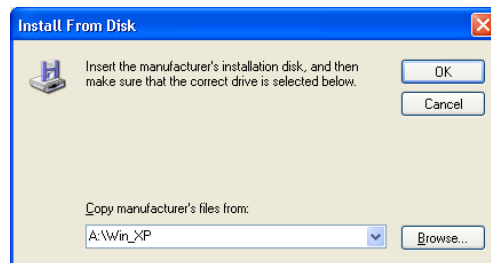 Install From Disk
Insert the manufacturer's installation disk, and then
make sure that the correct drive is selected below.
OK
Cancel
Copy manufacturer's files from:
A:\Win_XP
Browse...